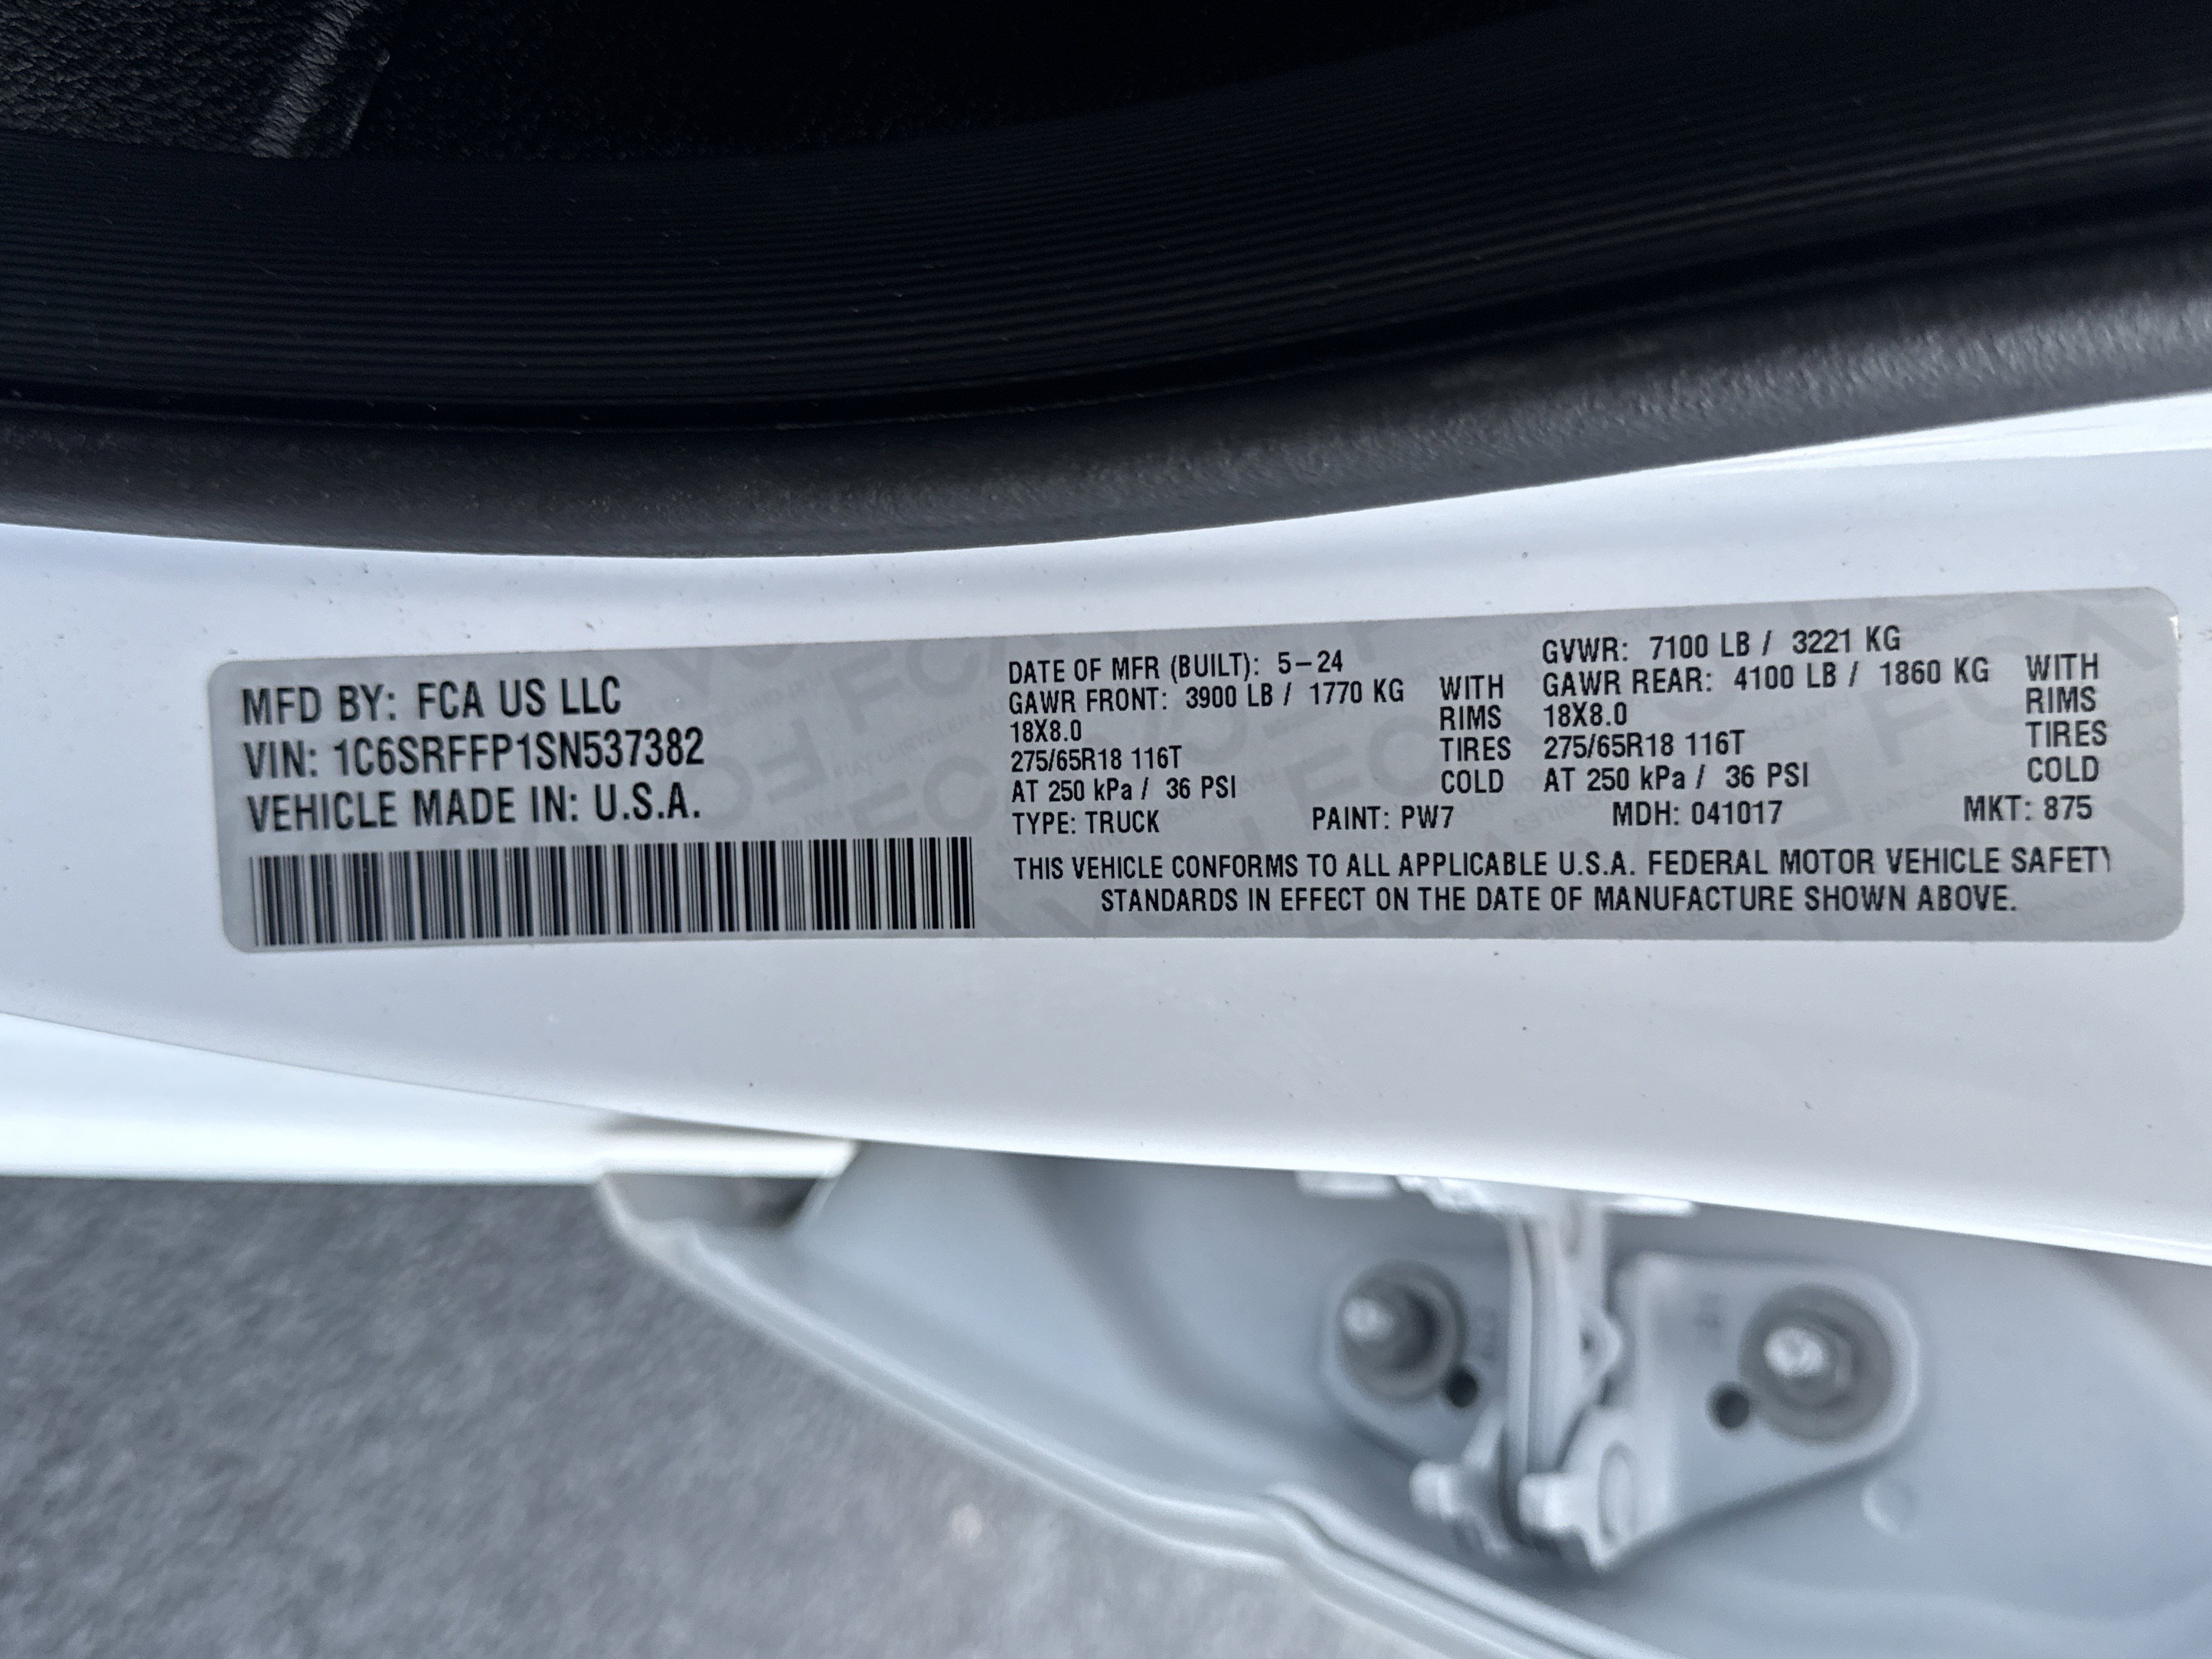 MFD BY: FCA US LLC
VIN: 1C6SRFFP1SN537382
VEHICLE MADE IN: U.S.A.
DATE OF MFR (BUILT): 5-24 GVWR: 7100 LB / 3221 KG
GAWR FRONT: 3900 LB / 1770 KG WITH GAWR REAR: 4100 LB / 1860 KG WITH
18X8.0 RIMS 18X8.0 RIMS
275/65R18 116T TIRES 275/65R18 116T TIRES
AT 250 kPa / 36 PSI COLD AT 250 kPa / 36 PSI COLD
TYPE: TRUCK PAINT: PW7 MDH: 041017 MKT: 875
THIS VEHICLE CONFORMS TO ALL APPLICABLE U.S.A. FEDERAL MOTOR VEHICLE SAFETY
STANDARDS IN EFFECT ON THE DATE OF MANUFACTURE SHOWN ABOVE.